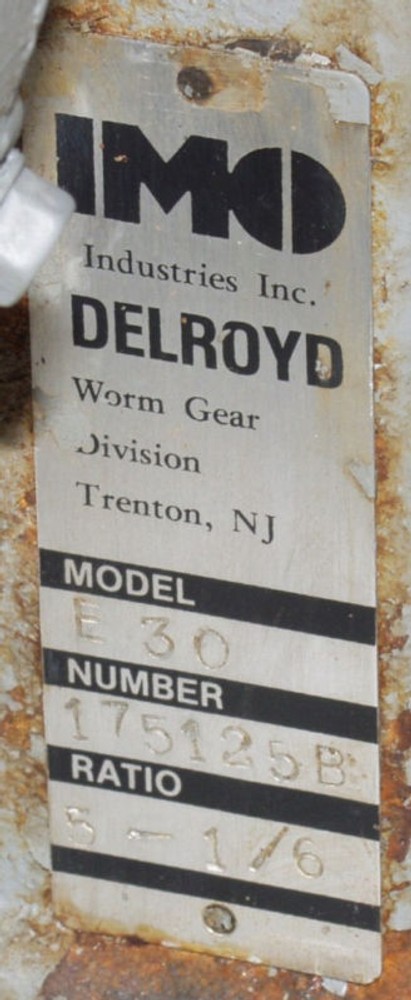 IMO
Industries Inc.
DELROYD
Worm Gear
Division
Trenton, NJ
MODEL
E 30
NUMBER
175125B
RATIO
5 - 1/6